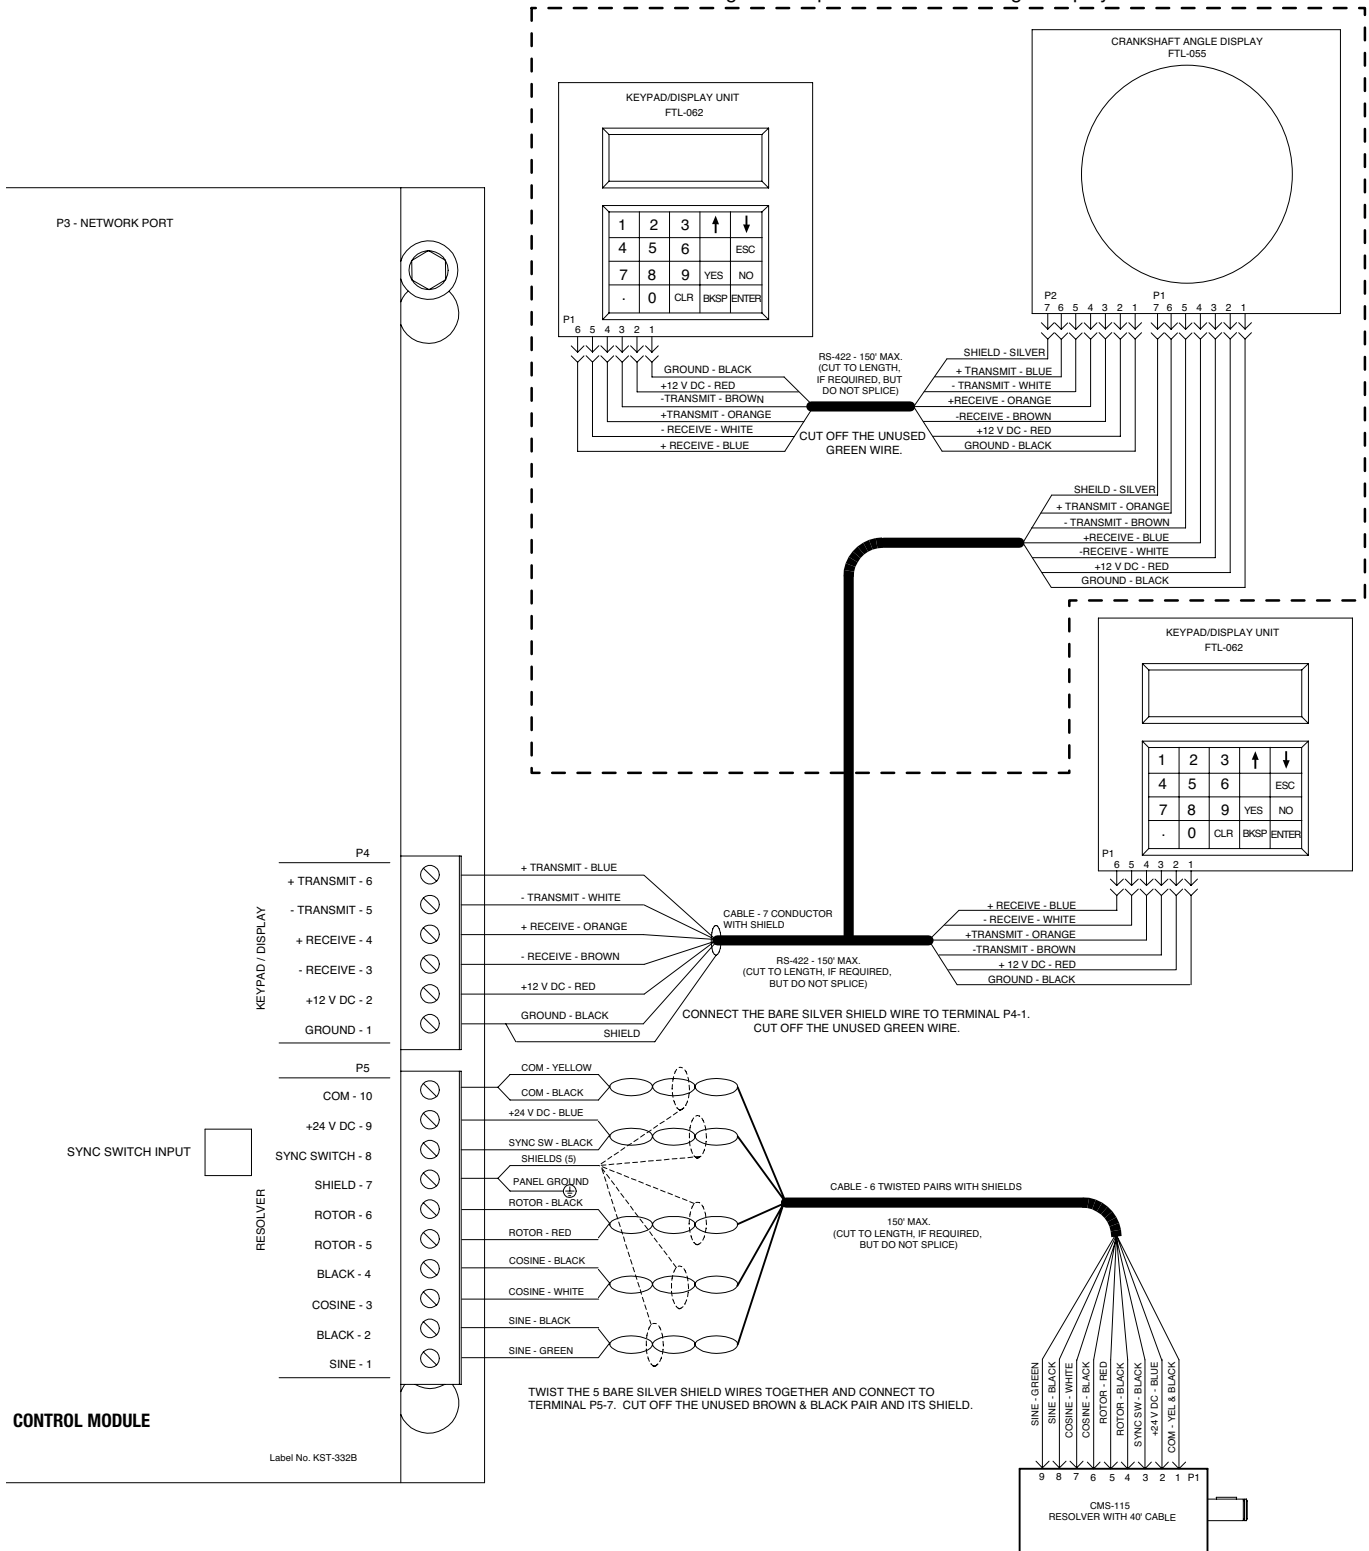 CRANKSHAFT ANGLE DISPLAY
FTL-055
KEYPAD/DISPLAY UNIT
FTL-062
P3 - NETWORK PORT
1 2 3 ↑ ↓
4 5 6 ESC
7 8 9 YES NO
. 0 CLR BKSP ENTER
P1
6 5 4 3 2 1
P2 P1
7 6 5 4 3 2 1 7 6 5 4 3 2 1
GROUND - BLACK
+12 V DC - RED
-TRANSMIT - BROWN
+TRANSMIT - ORANGE
- RECEIVE - WHITE
+ RECEIVE - BLUE
RS-422 - 150' MAX.
(CUT TO LENGTH,
IF REQUIRED, BUT
DO NOT SPLICE)
CUT OFF THE UNUSED
GREEN WIRE.
SHIELD - SILVER
+ TRANSMIT - BLUE
- TRANSMIT - WHITE
+RECEIVE - ORANGE
-RECEIVE - BROWN
+12 V DC - RED
GROUND - BLACK
SHEILD - SILVER
+ TRANSMIT - ORANGE
- TRANSMIT - BROWN
+RECEIVE - BLUE
-RECEIVE - WHITE
+12 V DC - RED
GROUND - BLACK
KEYPAD/DISPLAY UNIT
FTL-062
1 2 3 ↑ ↓
4 5 6 ESC
7 8 9 YES NO
. 0 CLR BKSP ENTER
P1
6 5 4 3 2 1
KEYPAD / DISPLAY
P4
+ TRANSMIT - 6
- TRANSMIT - 5
+ RECEIVE - 4
- RECEIVE - 3
+12 V DC - 2
GROUND - 1
+ TRANSMIT - BLUE
- TRANSMIT - WHITE
+ RECEIVE - ORANGE
- RECEIVE - BROWN
+12 V DC - RED
GROUND - BLACK
SHIELD
CABLE - 7 CONDUCTOR
WITH SHIELD
RS-422 - 150' MAX.
(CUT TO LENGTH, IF REQUIRED,
BUT DO NOT SPLICE)
+ RECEIVE - BLUE
- RECEIVE - WHITE
+TRANSMIT - ORANGE
-TRANSMIT - BROWN
+ 12 V DC - RED
GROUND - BLACK
CONNECT THE BARE SILVER SHIELD WIRE TO TERMINAL P4-1.
CUT OFF THE UNUSED GREEN WIRE.
SYNC SWITCH INPUT
RESOLVER
P5
COM - 10
+24 V DC - 9
SYNC SWITCH - 8
SHIELD - 7
ROTOR - 6
ROTOR - 5
BLACK - 4
COSINE - 3
BLACK - 2
SINE - 1
COM - YELLOW
COM - BLACK
+24 V DC - BLUE
SYNC SW - BLACK
SHIELDS (5)
PANEL GROUND
ROTOR - BLACK
ROTOR - RED
COSINE - BLACK
COSINE - WHITE
SINE - BLACK
SINE - GREEN
CABLE - 6 TWISTED PAIRS WITH SHIELDS
150' MAX.
(CUT TO LENGTH, IF REQUIRED,
BUT DO NOT SPLICE)
TWIST THE 5 BARE SILVER SHIELD WIRES TOGETHER AND CONNECT TO
TERMINAL P5-7. CUT OFF THE UNUSED BROWN & BLACK PAIR AND ITS SHIELD.
SINE - GREEN
SINE - BLACK
COSINE - WHITE
COSINE - BLACK
ROTOR - RED
ROTOR - BLACK
SYNC SW - BLACK
+24 V DC - BLUE
COM - YEL & BLACK
9 8 7 6 5 4 3 2 1 P1
CMS-115
RESOLVER WITH 40' CABLE
CONTROL MODULE
Label No. KST-332B